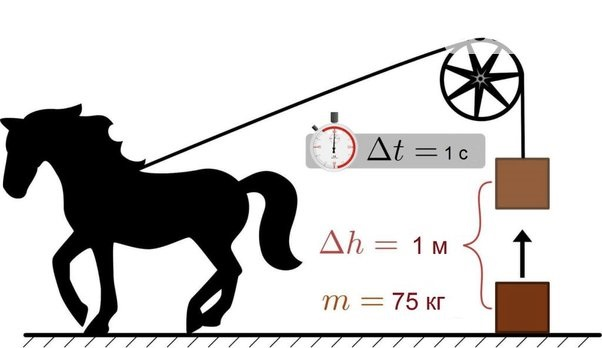 Δt = 1 с
Δh = 1 м
m = 75 кг